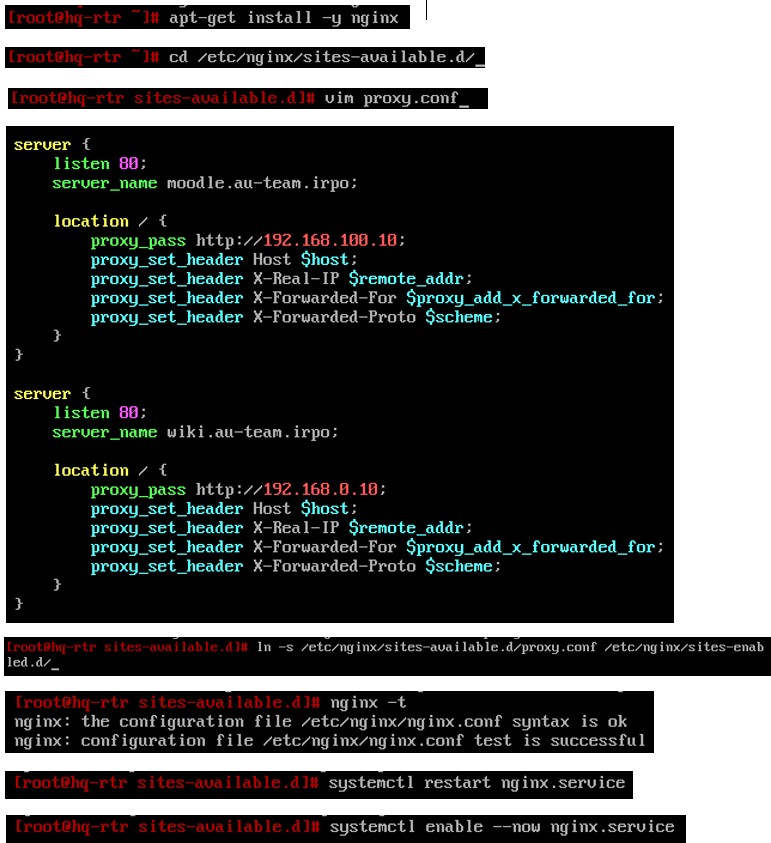 [root@hq-rtr ~]# apt-get install -y nginx
[root@hq-rtr ~]# cd /etc/nginx/sites-available.d/_
[root@hq-rtr sites-available.d]# vim proxy.conf_
server {
    listen 80;
    server_name moodle.au-team.irpo;

    location / {
        proxy_pass http://192.168.100.10;
        proxy_set_header Host $host;
        proxy_set_header X-Real-IP $remote_addr;
        proxy_set_header X-Forwarded-For $proxy_add_x_forwarded_for;
        proxy_set_header X-Forwarded-Proto $scheme;
    }
}

server {
    listen 80;
    server_name wiki.au-team.irpo;

    location / {
        proxy_pass http://192.168.0.10;
        proxy_set_header Host $host;
        proxy_set_header X-Real-IP $remote_addr;
        proxy_set_header X-Forwarded-For $proxy_add_x_forwarded_for;
        proxy_set_header X-Forwarded-Proto $scheme;
    }
}
[root@hq-rtr sites-available.d]# ln -s /etc/nginx/sites-available.d/proxy.conf /etc/nginx/sites-enab
led.d/_
[root@hq-rtr sites-available.d]# nginx -t
nginx: the configuration file /etc/nginx/nginx.conf syntax is ok
nginx: configuration file /etc/nginx/nginx.conf test is successful
[root@hq-rtr sites-available.d]# systemctl restart nginx.service
[root@hq-rtr sites-available.d]# systemctl enable --now nginx.service